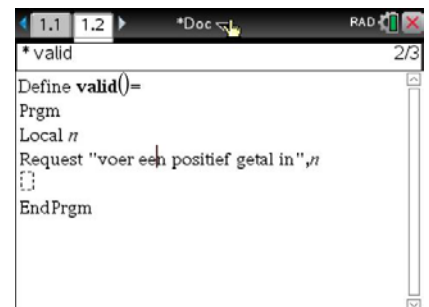 1.1 1.2 *Doc RAD
* valid 2/3
Define valid()=
Prgm
Local n
Request "voer een positief getal in",n
EndPrgm